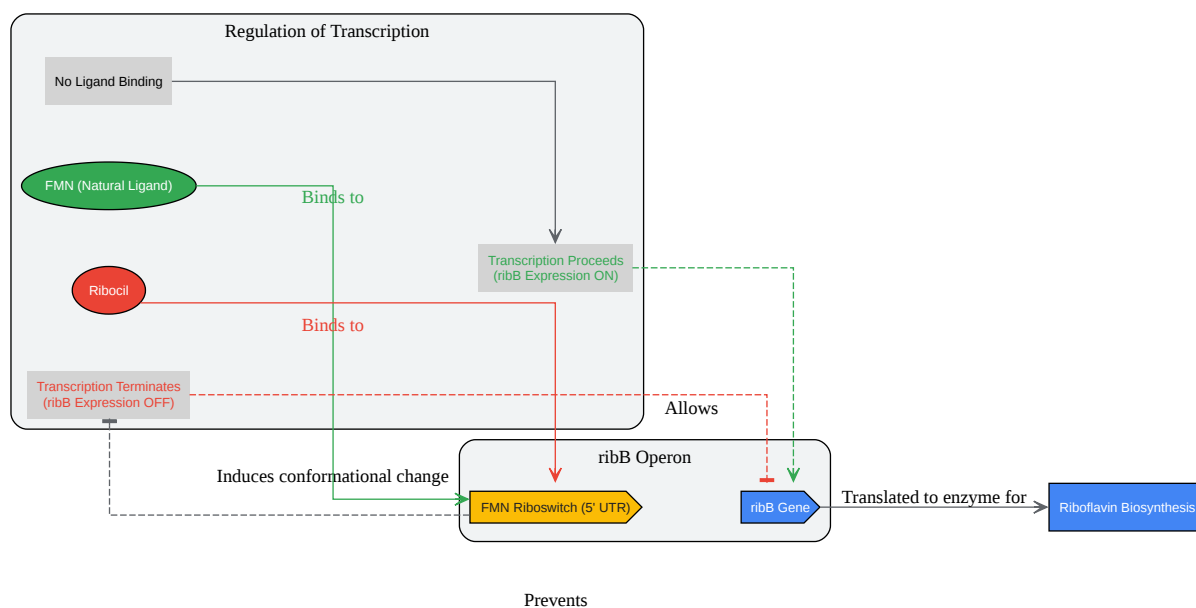 Regulation of Transcription
No Ligand Binding
FMN (Natural Ligand)
Binds to
Transcription Proceeds
(ribB Expression ON)
Ribocil
Binds to
Transcription Terminates
(ribB Expression OFF)
Allows
ribB Operon
Induces conformational change
FMN Riboswitch (5' UTR)
ribB Gene
Translated to enzyme for
Riboflavin Biosynthesis
Prevents